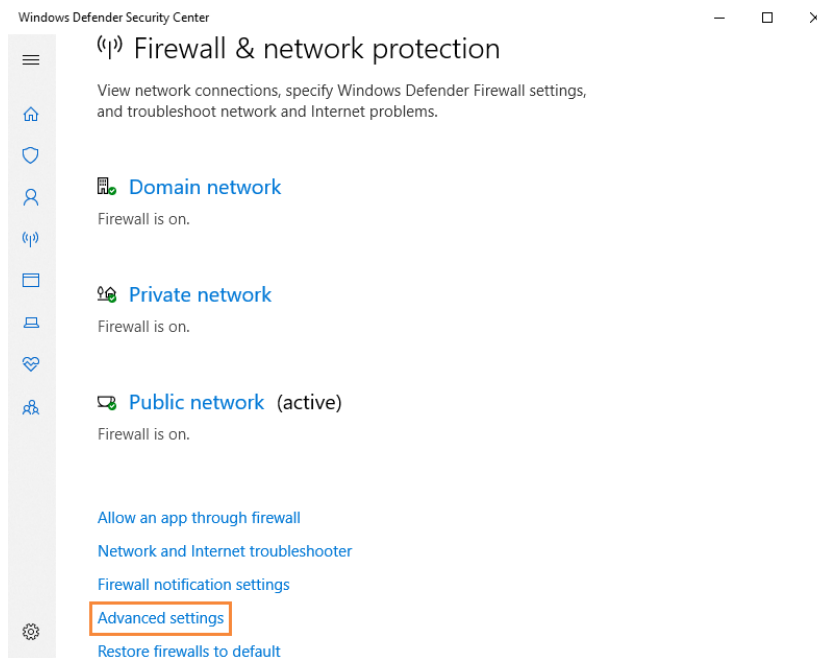 Windows Defender Security Center
Firewall & network protection
View network connections, specify Windows Defender Firewall settings,
and troubleshoot network and Internet problems.
Domain network
Firewall is on.
Private network
Firewall is on.
Public network (active)
Firewall is on.
Allow an app through firewall
Network and Internet troubleshooter
Firewall notification settings
Advanced settings
Restore firewalls to default